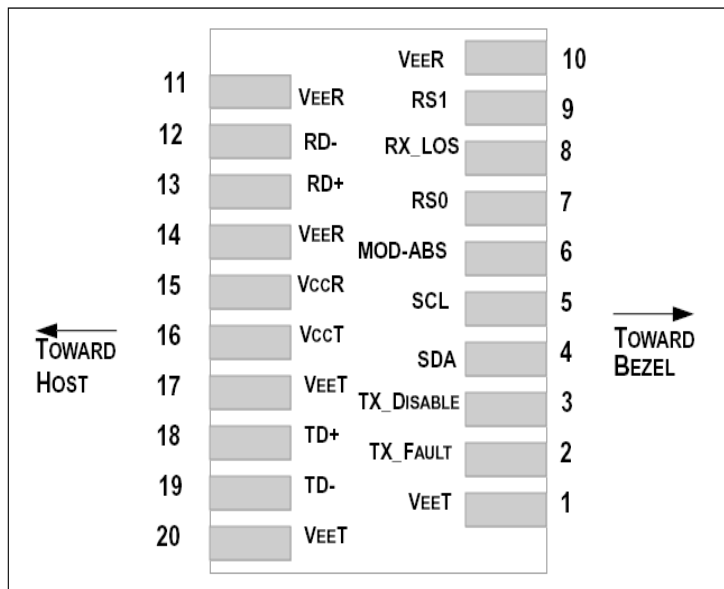 VEER 10
11 VEER
RS1 9
12 RD-
RX_LOS 8
13 RD+
RS0 7
14 VEER
MOD-ABS 6
15 VCCR
SCL 5
16 VCCT
SDA 4
TOWARD HOST
TOWARD BEZEL
17 VEET
TX_DISABLE 3
18 TD+
TX_FAULT 2
19 TD-
VEET 1
20 VEET